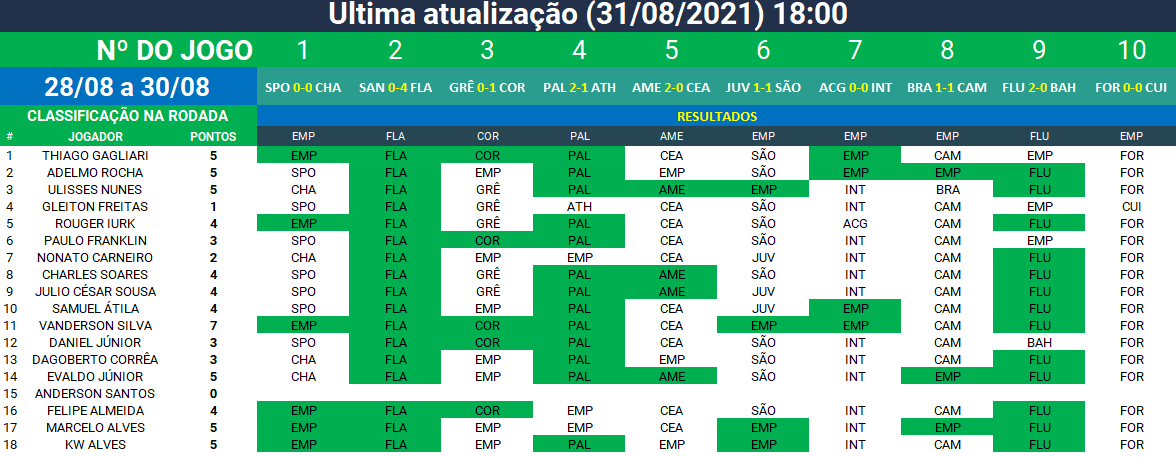 Última atualização (31/08/2021) 18:00
Nº DO JOGO 1 2 3 4 5 6 7 8 9 10
28/08 a 30/08 SPO 0-0 CHA SAN 0-4 FLA GRÊ 0-1 COR PAL 2-1 ATH AME 2-0 CEA JUV 1-1 SÃO ACG 0-0 INT BRA 1-1 CAM FLU 2-0 BAH FOR 0-0 CUI
CLASSIFICAÇÃO NA RODADA RESULTADOS
# JOGADOR PONTOS EMP FLA COR PAL AME EMP EMP EMP FLU EMP
1 THIAGO GAGLIARI 5 EMP FLA COR PAL CEA SÃO EMP CAM EMP FOR
2 ADELMO ROCHA 5 SPO FLA EMP PAL EMP SÃO EMP EMP FLU FOR
3 ULISSES NUNES 5 CHA FLA GRÊ PAL AME EMP INT BRA FLU FOR
4 GLEITON FREITAS 1 SPO FLA GRÊ ATH CEA SÃO INT CAM EMP CUI
5 ROUGER IURK 4 EMP FLA GRÊ PAL CEA SÃO ACG CAM FLU FOR
6 PAULO FRANKLIN 3 SPO FLA COR PAL CEA SÃO INT CAM EMP FOR
7 NONATO CARNEIRO 2 CHA FLA EMP EMP CEA JUV INT CAM FLU FOR
8 CHARLES SOARES 4 SPO FLA GRÊ PAL AME SÃO INT CAM FLU FOR
9 JULIO CÉSAR SOUSA 4 SPO FLA GRÊ PAL AME JUV INT CAM FLU FOR
10 SAMUEL ÁTILA 4 SPO FLA EMP PAL CEA JUV EMP CAM FLU FOR
11 VANDERSON SILVA 7 EMP FLA COR PAL CEA EMP EMP CAM FLU FOR
12 DANIEL JÚNIOR 3 SPO FLA COR PAL CEA SÃO INT CAM BAH FOR
13 DAGOBERTO CORRÊA 3 CHA FLA EMP PAL EMP SÃO INT CAM FLU FOR
14 EVALDO JÚNIOR 5 CHA FLA EMP PAL AME SÃO INT EMP FLU FOR
15 ANDERSON SANTOS 0
16 FELIPE ALMEIDA 4 EMP FLA COR EMP CEA SÃO INT CAM FLU FOR
17 MARCELO ALVES 5 EMP FLA EMP EMP CEA EMP INT EMP FLU FOR
18 KW ALVES 5 EMP FLA EMP PAL EMP EMP INT CAM FLU FOR